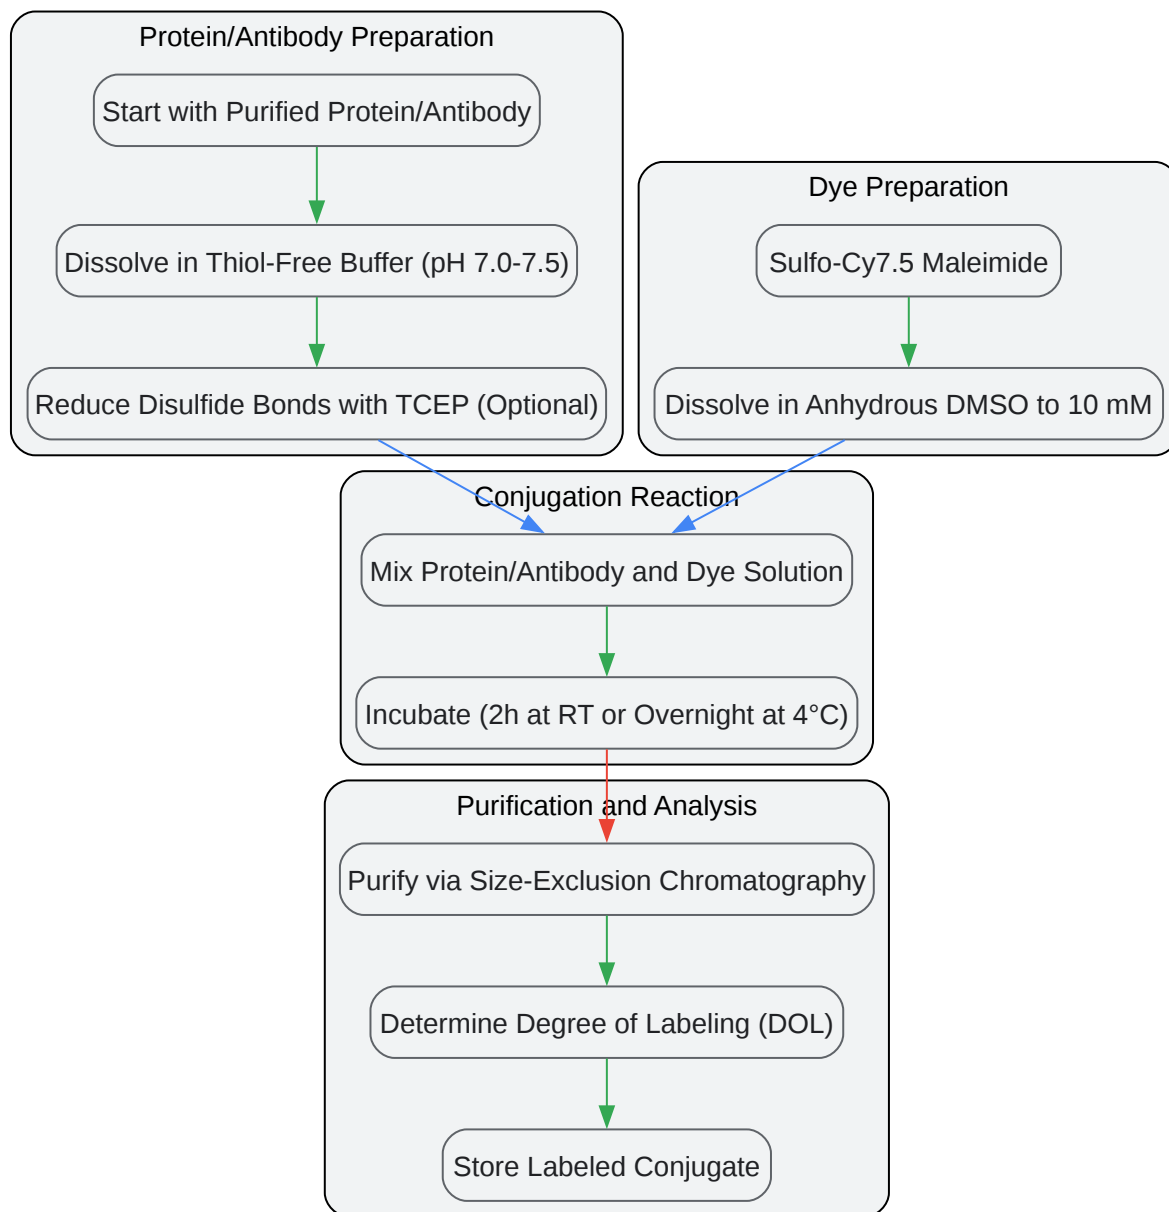 Protein/Antibody Preparation
Start with Purified Protein/Antibody
Dissolve in Thiol-Free Buffer (pH 7.0-7.5)
Reduce Disulfide Bonds with TCEP (Optional)
Dye Preparation
Sulfo-Cy7.5 Maleimide
Dissolve in Anhydrous DMSO to 10 mM
Conjugation Reaction
Mix Protein/Antibody and Dye Solution
Incubate (2h at RT or Overnight at 4°C)
Purification and Analysis
Purify via Size-Exclusion Chromatography
Determine Degree of Labeling (DOL)
Store Labeled Conjugate